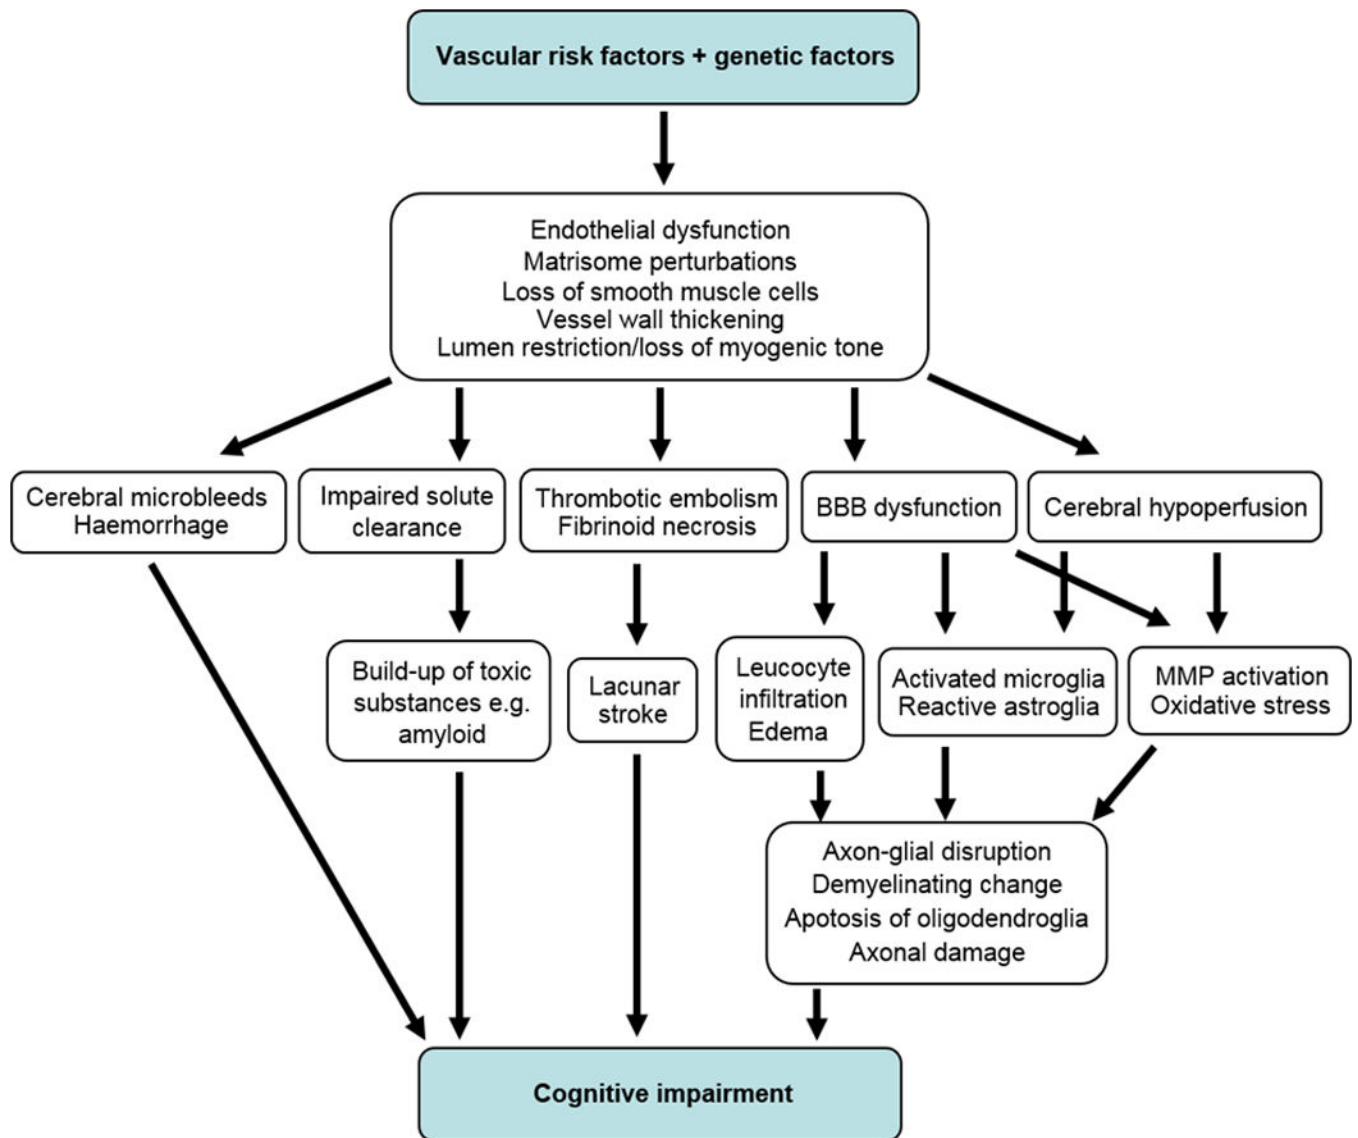 Vascular risk factors + genetic factors
Endothelial dysfunction
Matrisome perturbations
Loss of smooth muscle cells
Vessel wall thickening
Lumen restriction/loss of myogenic tone
Cerebral microbleeds
Haemorrhage
Impaired solute
clearance
Thrombotic embolism
Fibrinoid necrosis
BBB dysfunction
Cerebral hypoperfusion
Build-up of toxic
substances e.g.
amyloid
Lacunar
stroke
Leucocyte
infiltration
Edema
Activated microglia
Reactive astroglia
MMP activation
Oxidative stress
Axon-glial disruption
Demyelinating change
Apotosis of oligodendroglia
Axonal damage
Cognitive impairment